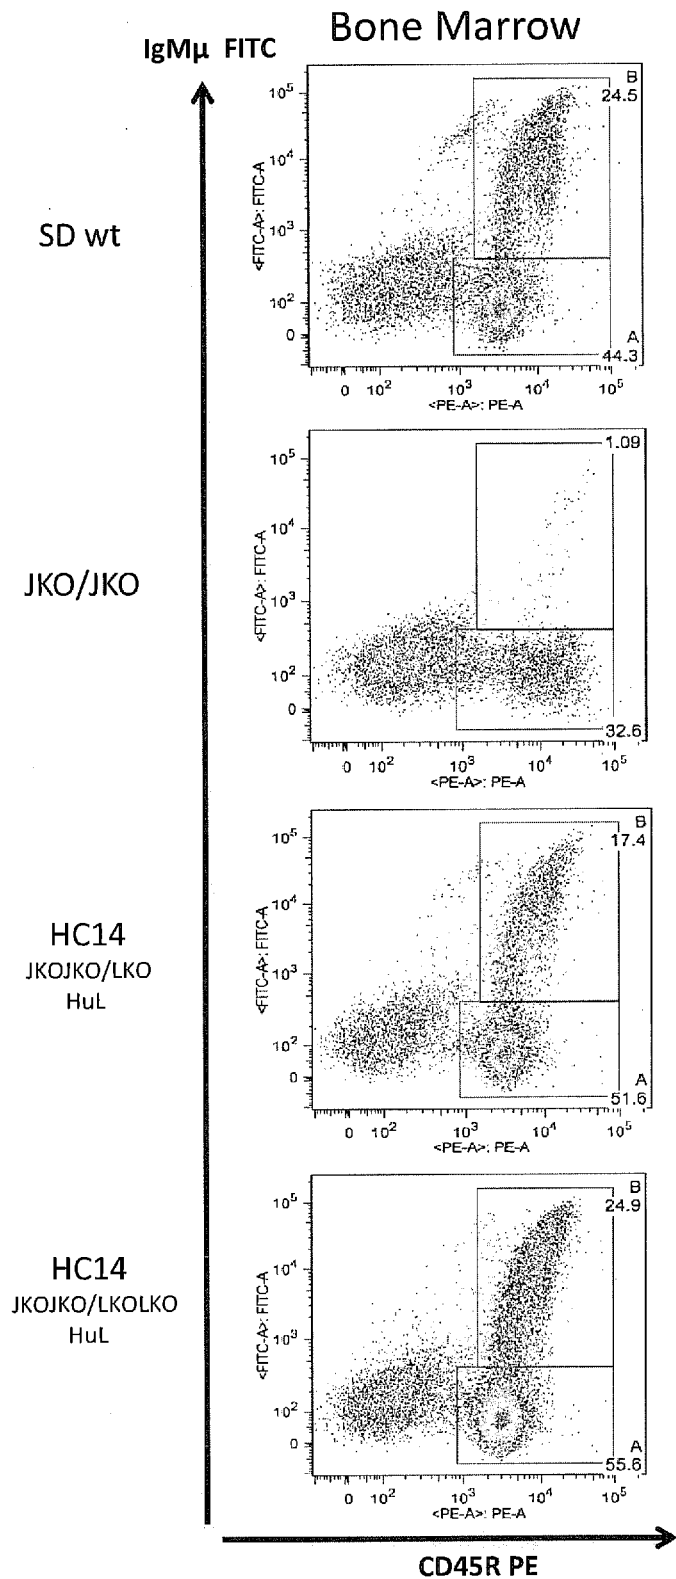 Bone Marrow
IgMμ FITC
SD wt
B
24.5
10⁵
10⁴
10³
10²
0
<FITC-A>: FITC-A
A
44.3
0 10² 10³ 10⁴ 10⁵
<PE-A>: PE-A
JKO/JKO
1.09
10⁵
10⁴
10³
10²
0
<FITC-A>: FITC-A
32.6
0 10² 10³ 10⁴ 10⁵
<PE-A>: PE-A
HC14
JKOJKO/LKO
HuL
B
17.4
10⁵
10⁴
10³
10²
0
<FITC-A>: FITC-A
A
51.6
0 10² 10³ 10⁴ 10⁵
<PE-A>: PE-A
HC14
JKOJKO/LKOLKO
HuL
B
24.9
10⁵
10⁴
10³
10²
0
<FITC-A>: FITC-A
A
55.6
0 10² 10³ 10⁴ 10⁵
<PE-A>: PE-A
CD45R PE